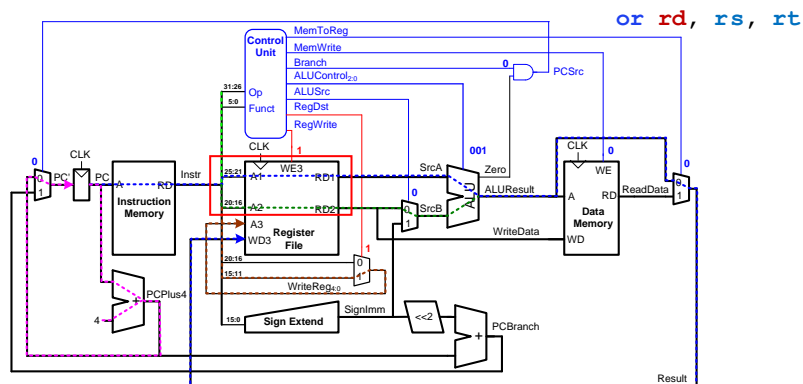 or rd, rs, rt
MemToReg
Control
Unit
MemWrite
Branch
0
0
0
PCSrc
ALUControl2:0
31:26
Op
ALUSrc
5:0
Funct
RegDst
RegWrite
CLK
CLK
1
001
CLK
0
0
0
WE3
SrcA
Zero
WE
0
PC'
PC
A
RD
Instr
25:21
A1
RD1
0
0
1
Instruction
Memory
20:16
A2
RD2
0
SrcB
ALU
ALUResult
A
RD
ReadData
1
A3
1
Data
Memory
WD3
Register
File
1
WriteData
WD
20:16
0
PCPlus4
15:11
1
WriteReg4:0
+
4
SignImm
15:0
Sign Extend
<<2
+
PCBranch
Result